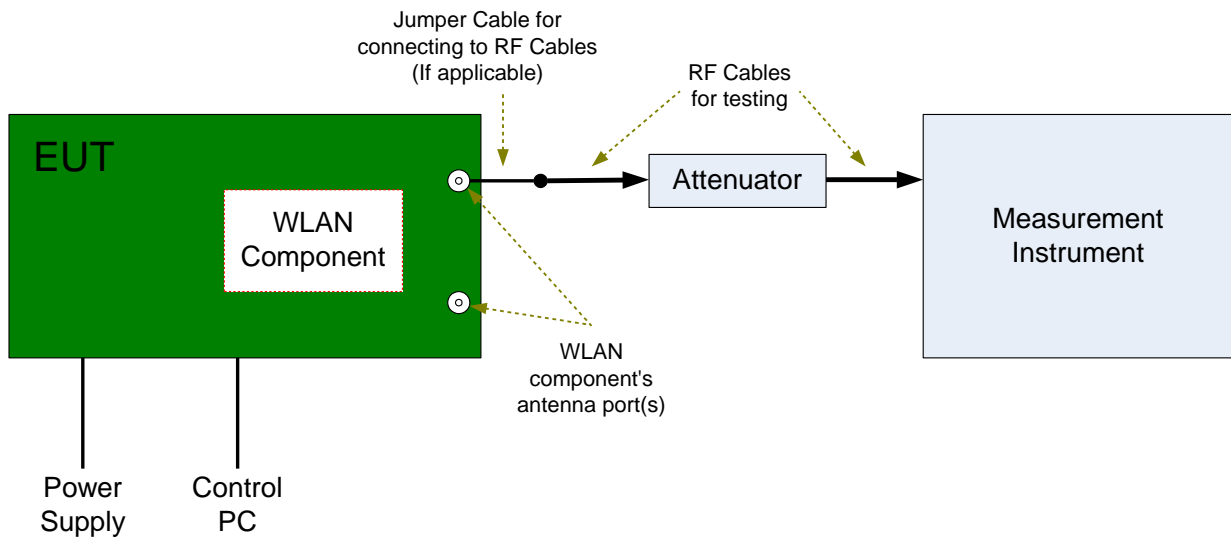 Jumper Cable for
connecting to RF Cables
(If applicable)
RF Cables
for testing
EUT
WLAN
Component
Attenuator
Measurement
Instrument
WLAN
component's
antenna port(s)
Power
Supply
Control
PC